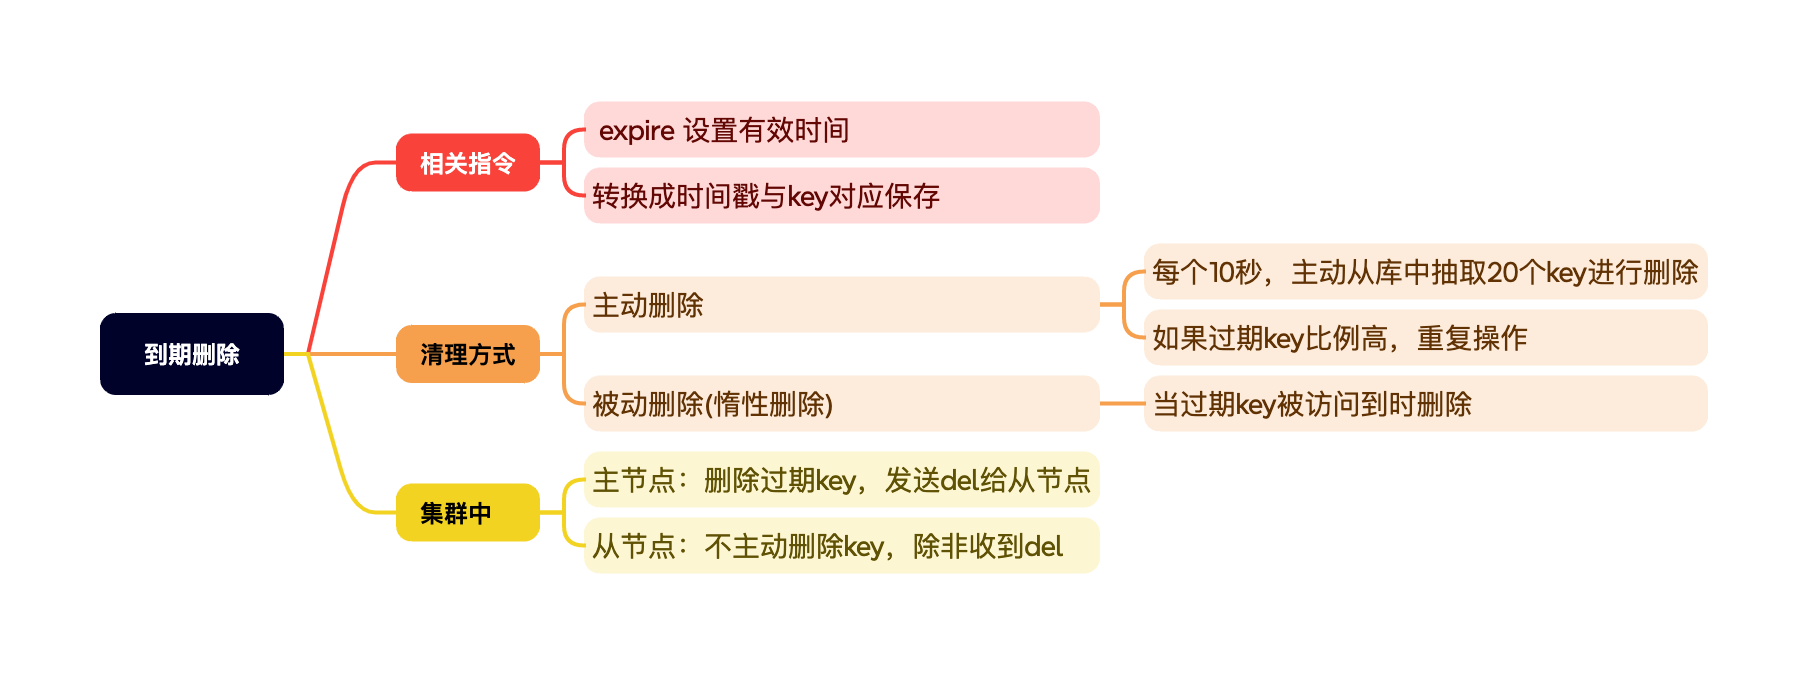 到期删除
相关指令
expire 设置有效时间
转换成时间戳与key对应保存
清理方式
主动删除
每个10秒，主动从库中抽取20个key进行删除
如果过期key比例高，重复操作
被动删除(惰性删除)
当过期key被访问到时删除
集群中
主节点：删除过期key，发送del给从节点
从节点：不主动删除key，除非收到del